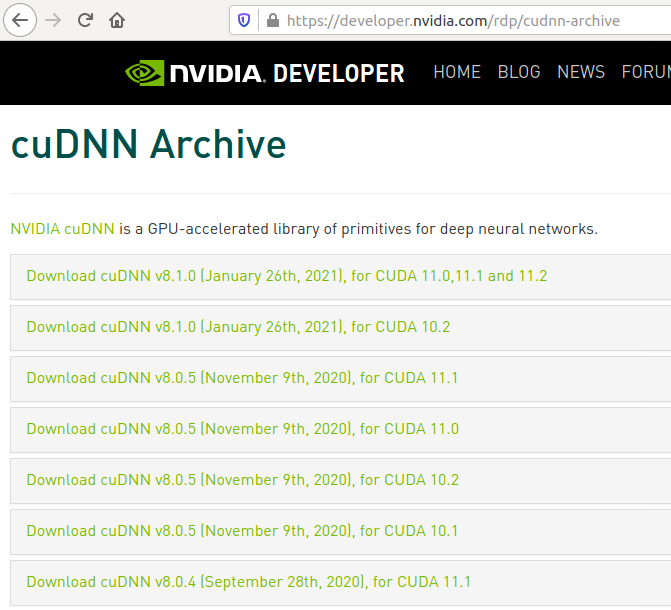 https://developer.nvidia.com/rdp/cudnn-archive
NVIDIA. DEVELOPER HOME BLOG NEWS FORUM
cuDNN Archive
NVIDIA cuDNN is a GPU-accelerated library of primitives for deep neural networks.
Download cuDNN v8.1.0 (January 26th, 2021), for CUDA 11.0,11.1 and 11.2
Download cuDNN v8.1.0 (January 26th, 2021), for CUDA 10.2
Download cuDNN v8.0.5 (November 9th, 2020), for CUDA 11.1
Download cuDNN v8.0.5 (November 9th, 2020), for CUDA 11.0
Download cuDNN v8.0.5 (November 9th, 2020), for CUDA 10.2
Download cuDNN v8.0.5 (November 9th, 2020), for CUDA 10.1
Download cuDNN v8.0.4 (September 28th, 2020), for CUDA 11.1